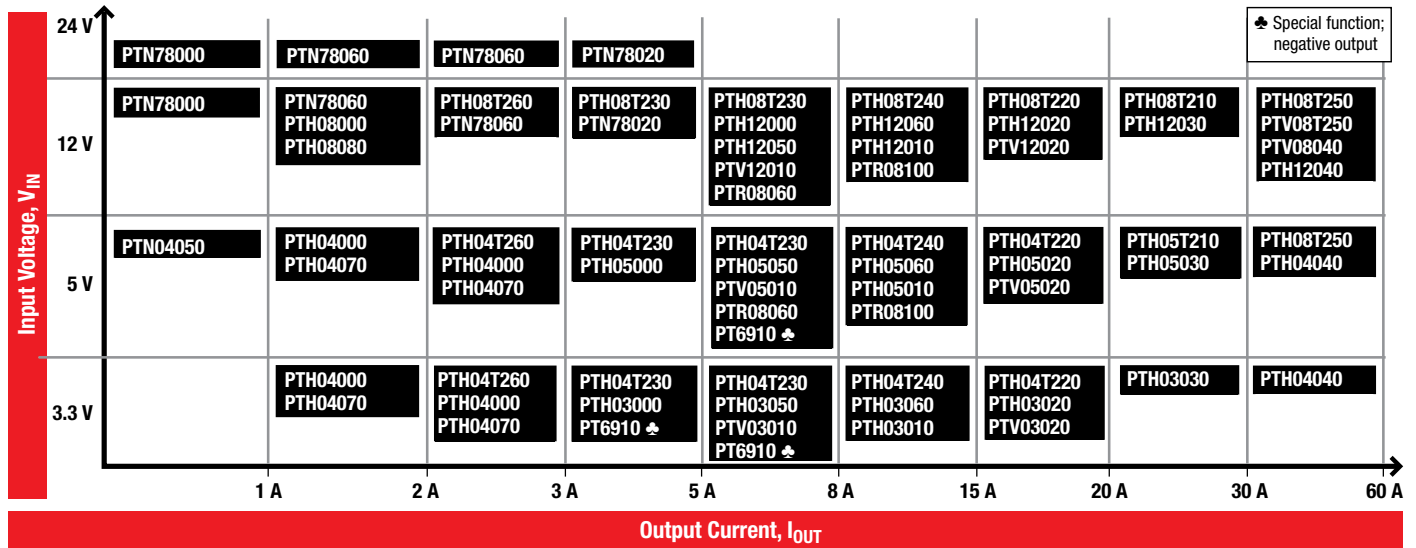 ♣ Special function;
negative output
Input Voltage, VIN
24 V
PTN78000
PTN78060
PTN78060
PTN78020
12 V
PTN78000
PTN78060
PTH08000
PTH08080
PTH08T260
PTN78060
PTH08T230
PTN78020
PTH08T230
PTH12000
PTH12050
PTV12010
PTR08060
PTH08T240
PTH12060
PTH12010
PTR08100
PTH08T220
PTH12020
PTV12020
PTH08T210
PTH12030
PTH08T250
PTV08T250
PTV08040
PTH12040
5 V
PTN04050
PTH04000
PTH04070
PTH04T260
PTH04000
PTH04070
PTH04T230
PTH05000
PTH04T230
PTH05050
PTV05010
PTR08060
PT6910 ♣
PTH04T240
PTH05060
PTH05010
PTR08100
PTH04T220
PTH05020
PTV05020
PTH05T210
PTH05030
PTH08T250
PTH04040
3.3 V
PTH04000
PTH04070
PTH04T260
PTH04000
PTH04070
PTH04T230
PTH03000
PT6910 ♣
PTH04T230
PTH03050
PTV03010
PT6910 ♣
PTH04T240
PTH03060
PTH03010
PTH04T220
PTH03020
PTV03020
PTH03030
PTH04040
1 A 2 A 3 A 5 A 8 A 15 A 20 A 30 A 60 A
Output Current, IOUT